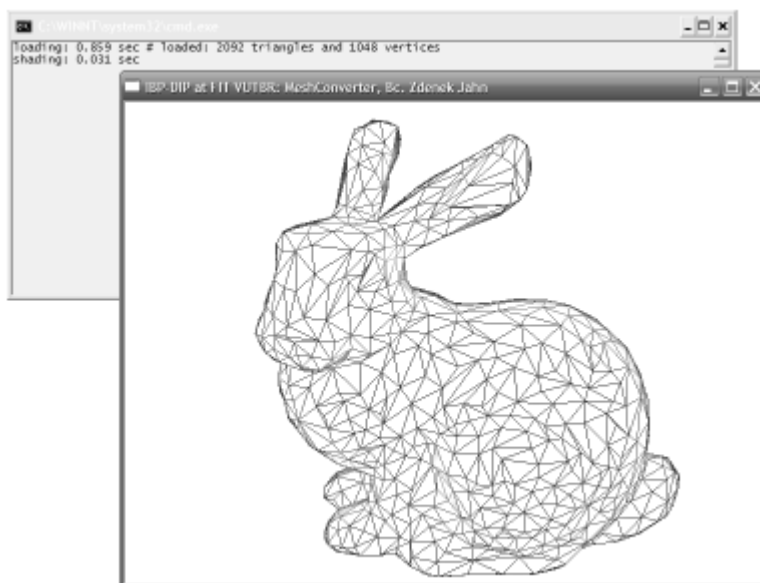 C:\WINNT\system32\cmd.exe
loading: 0.859 sec # loaded: 2092 triangles and 1048 vertices
shading: 0.031 sec
IBP-DIP at FIT VUTBR: MeshConverter, Bc. Zdenek Jahn